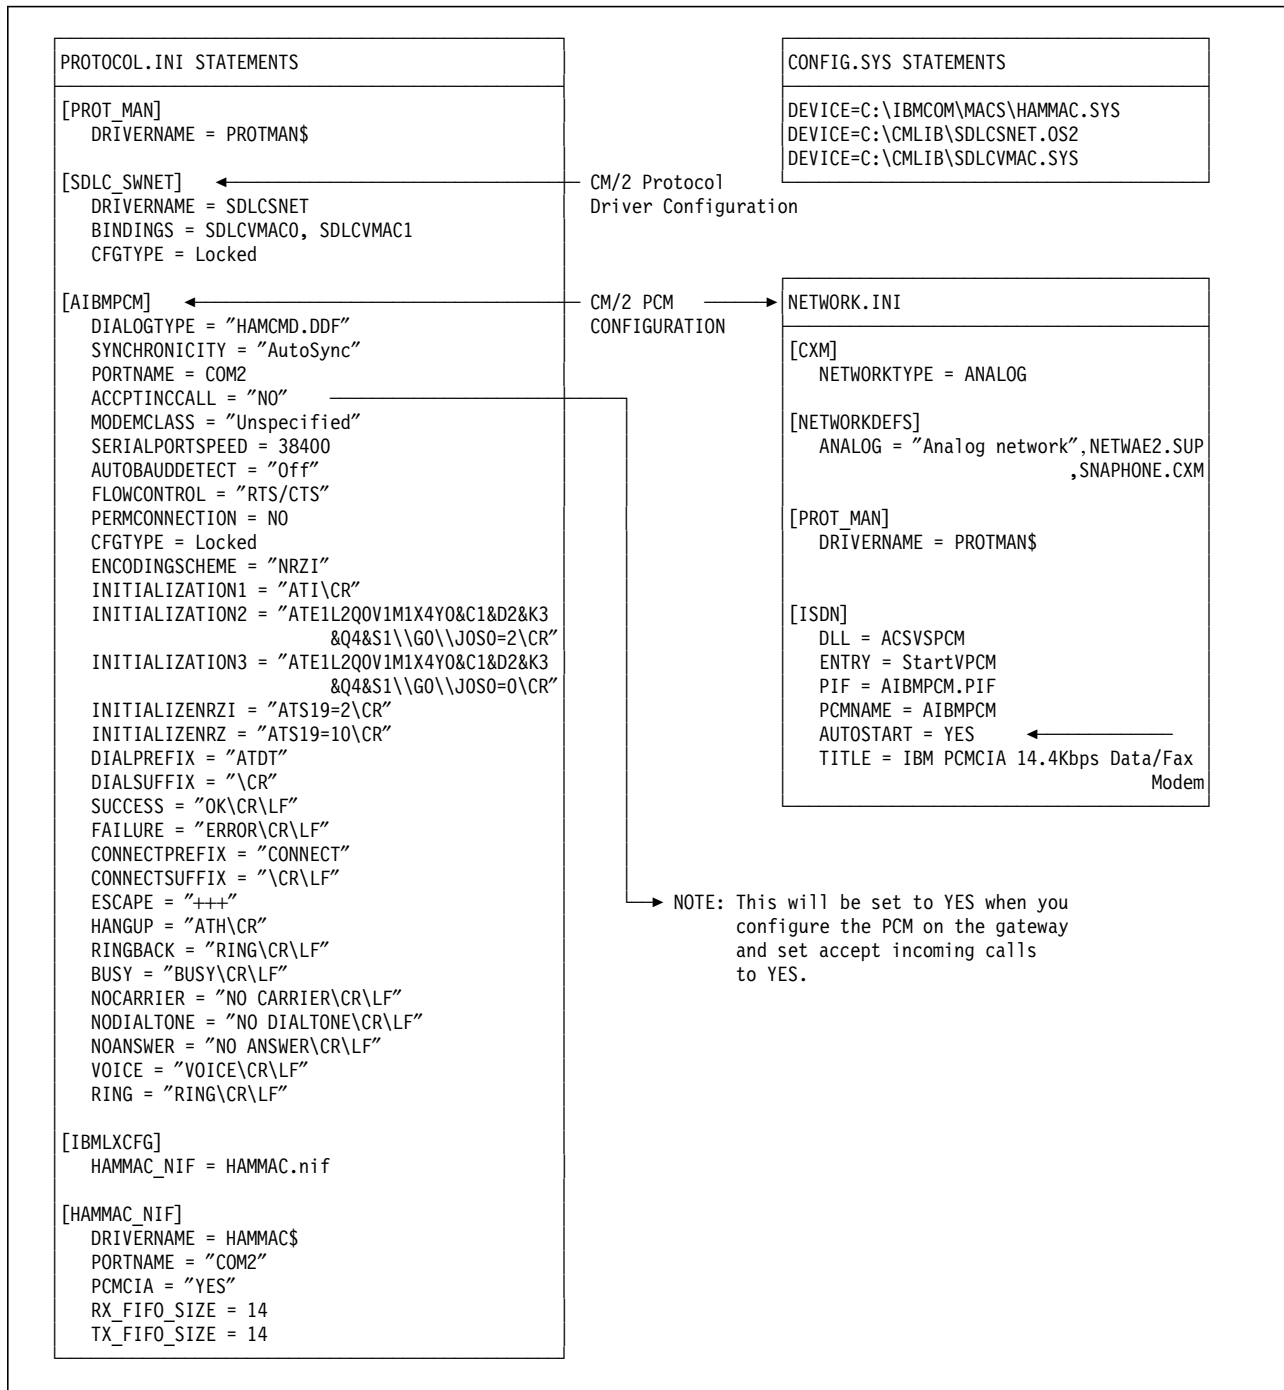 PROTOCOL.INI STATEMENTS
[PROT_MAN]
DRIVERNAME = PROTMAN$
[SDLC_SWNET]
DRIVERNAME = SDLCSNET
BINDINGS = SDLCVMAC0, SDLCVMAC1
CFGTYPE = Locked
[AIBMPCM]
DIALOGTYPE = ″HAMCMD.DDF″
SYNCHRONICITY = ″AutoSync″
PORTNAME = COM2
ACCPTINCCALL = ″NO″
MODEMCLASS = ″Unspecified″
SERIALPORTSPEED = 38400
AUTOBAUDDETECT = ″Off″
FLOWCONTROL = ″RTS/CTS″
PERMCONNECTION = NO
CFGTYPE = Locked
ENCODINGSCHEME = ″NRZI″
INITIALIZATION1 = ″ATI\CR″
INITIALIZATION2 = ″ATE1L2Q0V1M1X4Y0&C1&D2&K3
&Q4&S1\\G0\\J0S0=2\CR″
INITIALIZATION3 = ″ATE1L2Q0V1M1X4Y0&C1&D2&K3
&Q4&S1\\G0\\J0S0=0\CR″
INITIALIZENRZI = ″ATS19=2\CR″
INITIALIZENRZ = ″ATS19=10\CR″
DIALPREFIX = ″ATDT″
DIALSUFFIX = ″\CR″
SUCCESS = ″OK\CR\LF″
FAILURE = ″ERROR\CR\LF″
CONNECTPREFIX = ″CONNECT″
CONNECTSUFFIX = ″\CR\LF″
ESCAPE = ″+++″
HANGUP = ″ATH\CR″
RINGBACK = ″RING\CR\LF″
BUSY = ″BUSY\CR\LF″
NOCARRIER = ″NO CARRIER\CR\LF″
NODIALTONE = ″NO DIALTONE\CR\LF″
NOANSWER = ″NO ANSWER\CR\LF″
VOICE = ″VOICE\CR\LF″
RING = ″RING\CR\LF″
[IBMLXCFG]
HAMMAC_NIF = HAMMAC.nif
[HAMMAC_NIF]
DRIVERNAME = HAMMAC$
PORTNAME = ″COM2″
PCMCIA = ″YES″
RX_FIFO_SIZE = 14
TX_FIFO_SIZE = 14
CM/2 Protocol
Driver Configuration
CM/2 PCM
CONFIGURATION
CONFIG.SYS STATEMENTS
DEVICE=C:\IBMCOM\MACS\HAMMAC.SYS
DEVICE=C:\CMLIB\SDLCSNET.OS2
DEVICE=C:\CMLIB\SDLCVMAC.SYS
NETWORK.INI
[CXM]
NETWORKTYPE = ANALOG
[NETWORKDEFS]
ANALOG = ″Analog network″,NETWAE2.SUP
,SNAPHONE.CXM
[PROT_MAN]
DRIVERNAME = PROTMAN$
[ISDN]
DLL = ACSVSPCM
ENTRY = StartVPCM
PIF = AIBMPCM.PIF
PCMNAME = AIBMPCM
AUTOSTART = YES
TITLE = IBM PCMCIA 14.4Kbps Data/Fax
Modem
NOTE: This will be set to YES when you
configure the PCM on the gateway
and set accept incoming calls
to YES.